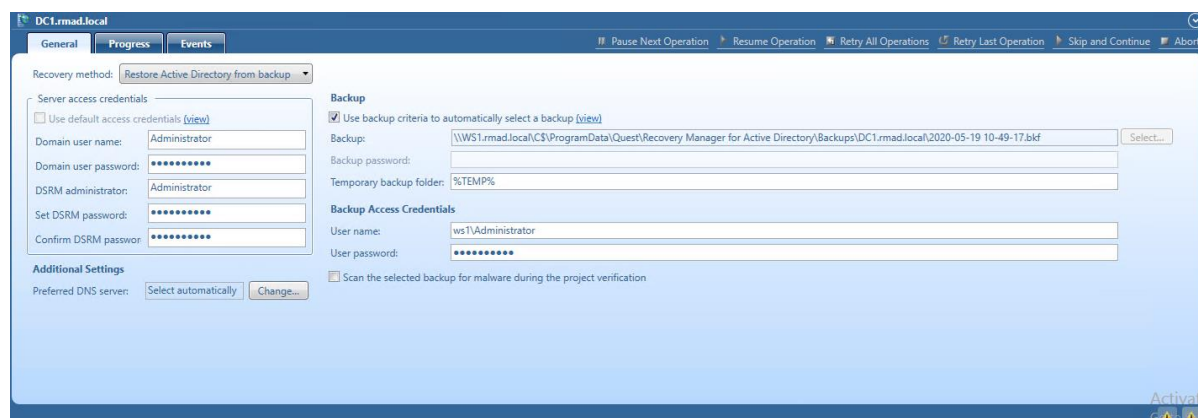 DC1.rmad.local
General Progress Events Pause Next Operation Resume Operation Retry All Operations Retry Last Operation Skip and Continue Abort
Recovery method: Restore Active Directory from backup
Server access credentials
Use default access credentials (view)
Domain user name: Administrator
Domain user password: ••••••••••
DSRM administrator: Administrator
Set DSRM password: ••••••••••
Confirm DSRM passwor ••••••••••
Additional Settings
Preferred DNS server: Select automatically Change...
Backup
Use backup criteria to automatically select a backup (view)
Backup: \\WS1.rmad.local\C$\ProgramData\Quest\Recovery Manager for Active Directory\Backups\DC1.rmad.local\2020-05-19 10-49-17.bkf Select...
Backup password:
Temporary backup folder: %TEMP%
Backup Access Credentials
User name: ws1\Administrator
User password: ••••••••••
Scan the selected backup for malware during the project verification
Activa